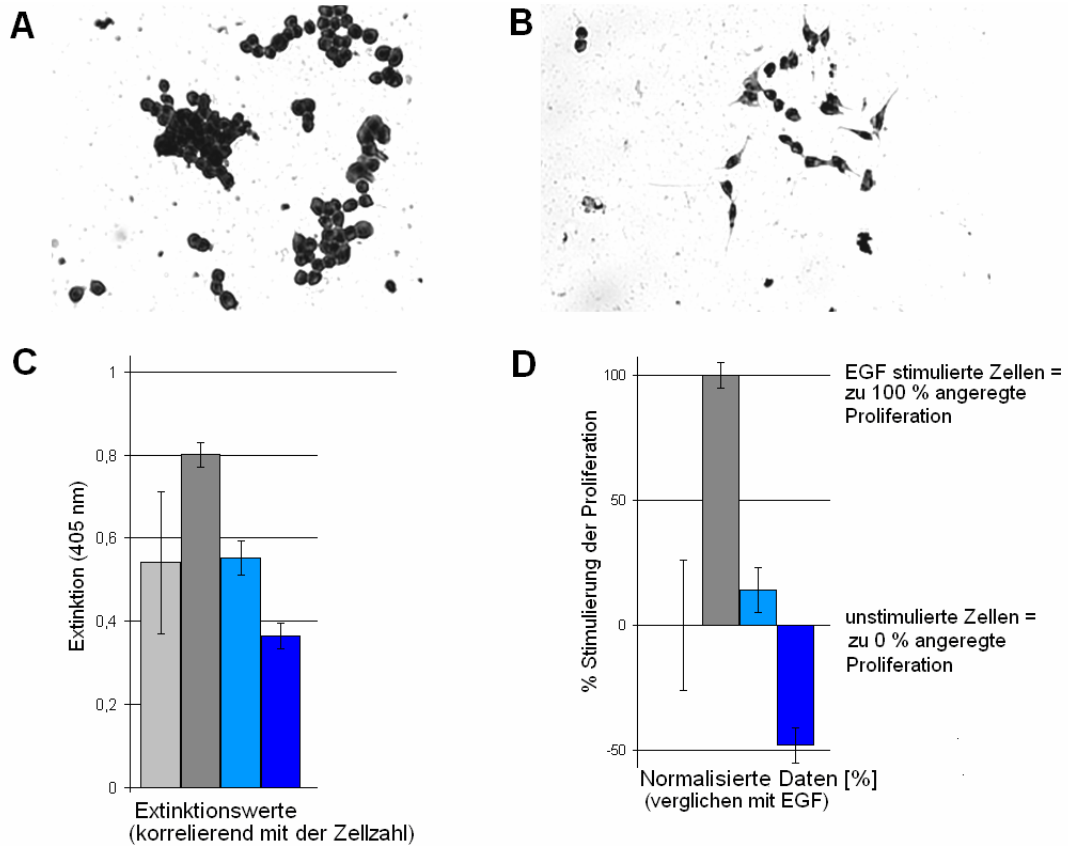 A
B
C
1
0,8
0,6
0,4
0,2
0
Extinktion (405 nm)
Extinktionswerte
(korrelierend mit der Zellzahl)
D
100
50
0
-50
% Stimulierung der Proliferation
Normalisierte Daten [%]
(verglichen mit EGF)
EGF stimulierte Zellen =
zu 100 % angeregte
Proliferation
unstimulierte Zellen =
zu 0 % angeregte
Proliferation